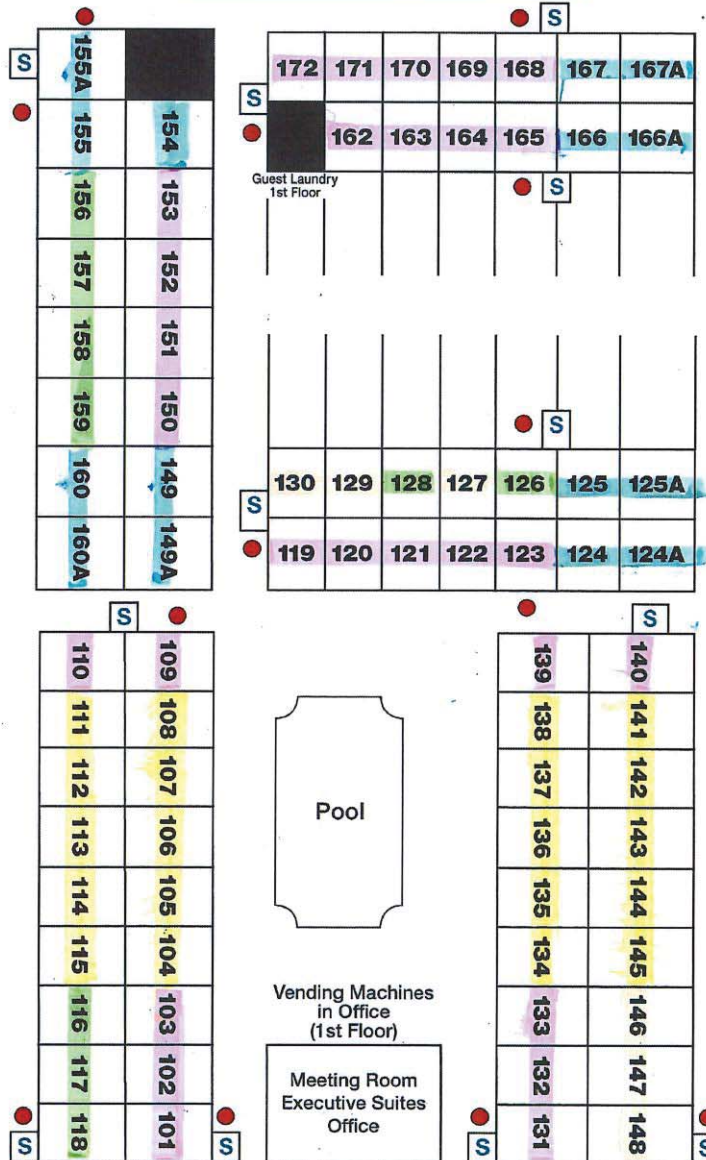 S
S
155A
172 171 170 169 168 167 167A
S
155
154
162 163 164 165 166 166A
Guest Laundry
1st Floor
S
156
153
157
152
158
151
159
150
S
160
149
130 129 128 127 126 125 125A
S
160A
149A
119 120 121 122 123 124 124A
S
S
110
109
139
140
111
108
138
141
112
107
137
142
113
106
Pool
136
143
114
105
135
144
115
104
134
145
116
103
Vending Machines
in Office
(1st Floor)
133
146
117
102
132
147
Meeting Room
Executive Suites
Office
118
101
131
148
S
S
S
S